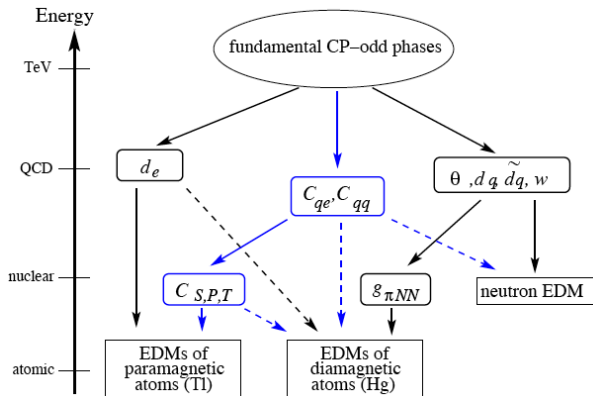 Energy
fundamental CP–odd phases
TeV
QCD
d_e
C_qe, C_qq
θ , d_q, d̃_q, w
nuclear
C_S,P,T
g_πNN
neutron EDM
EDMs of
paramagnetic
atoms (Tl)
EDMs of
diamagnetic
atoms (Hg)
atomic